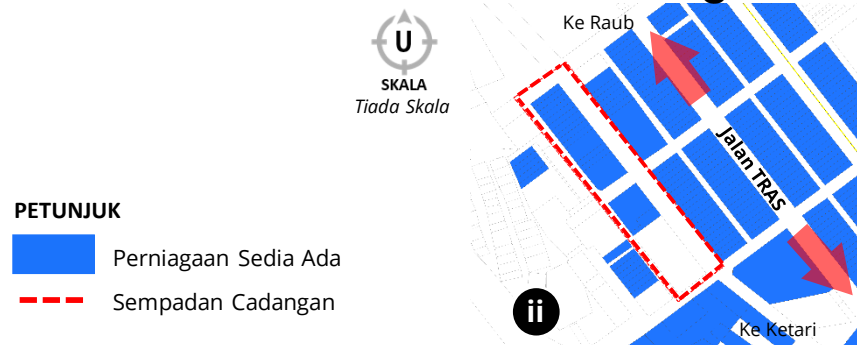 U
SKALA
Tiada Skala
PETUNJUK
Perniagaan Sedia Ada
Sempadan Cadangan
Ke Raub
Jalan TRAS
ii
Ke Ketari